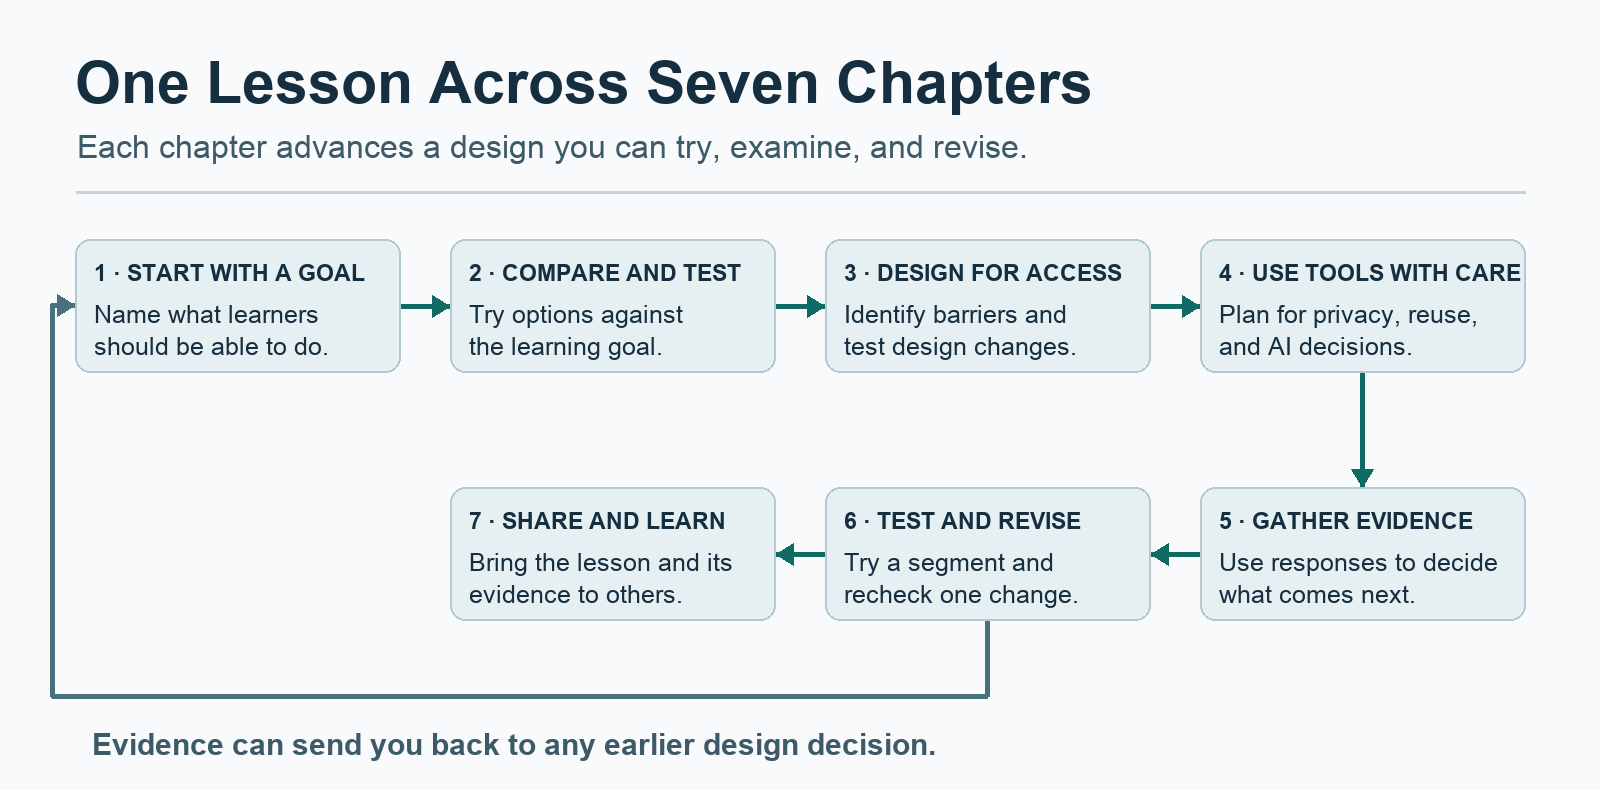 One Lesson Across Seven Chapters
Each chapter advances a design you can try, examine, and revise.
1 · START WITH A GOAL
Name what learners
should be able to do.
2 · COMPARE AND TEST
Try options against
the learning goal.
3 · DESIGN FOR ACCESS
Identify barriers and
test design changes.
4 · USE TOOLS WITH CARE
Plan for privacy, reuse,
and AI decisions.
5 · GATHER EVIDENCE
Use responses to decide
what comes next.
6 · TEST AND REVISE
Try a segment and
recheck one change.
7 · SHARE AND LEARN
Bring the lesson and its
evidence to others.
Evidence can send you back to any earlier design decision.